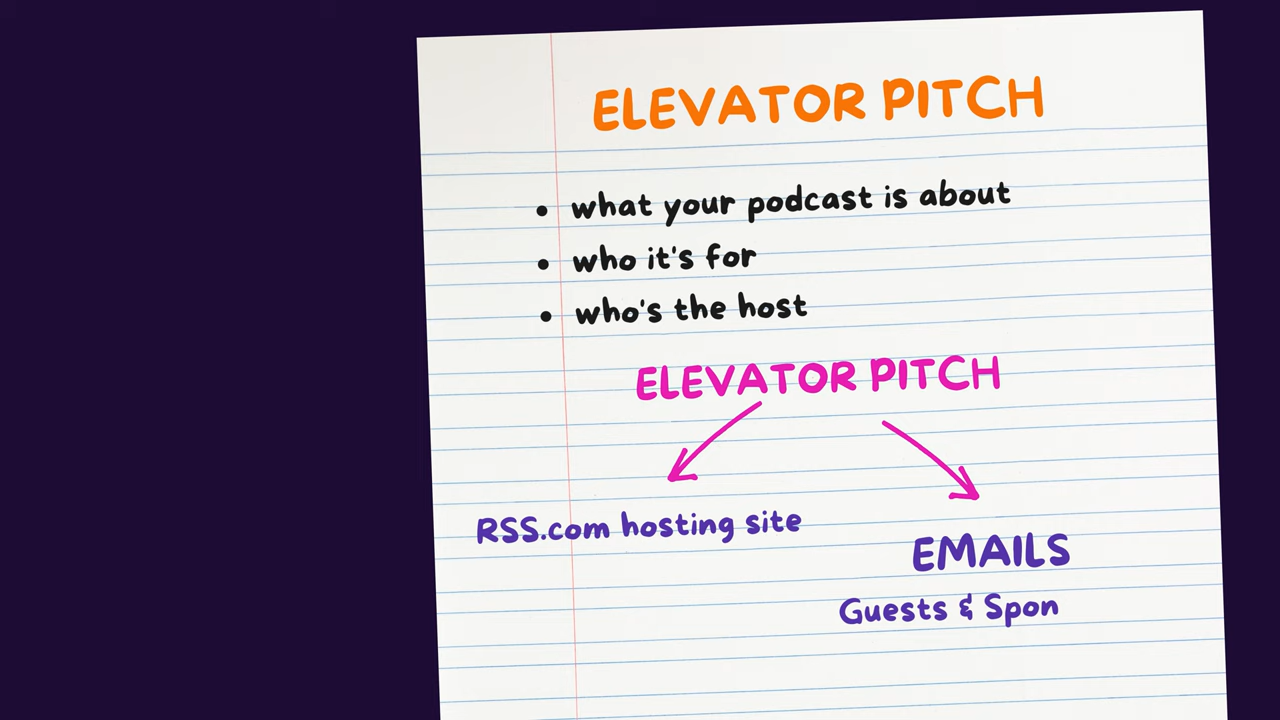 ELEVATOR PITCH
• what your podcast is about
• who it's for
• who's the host
ELEVATOR PITCH
RSS.com hosting site
EMAILS
Guests & Spon